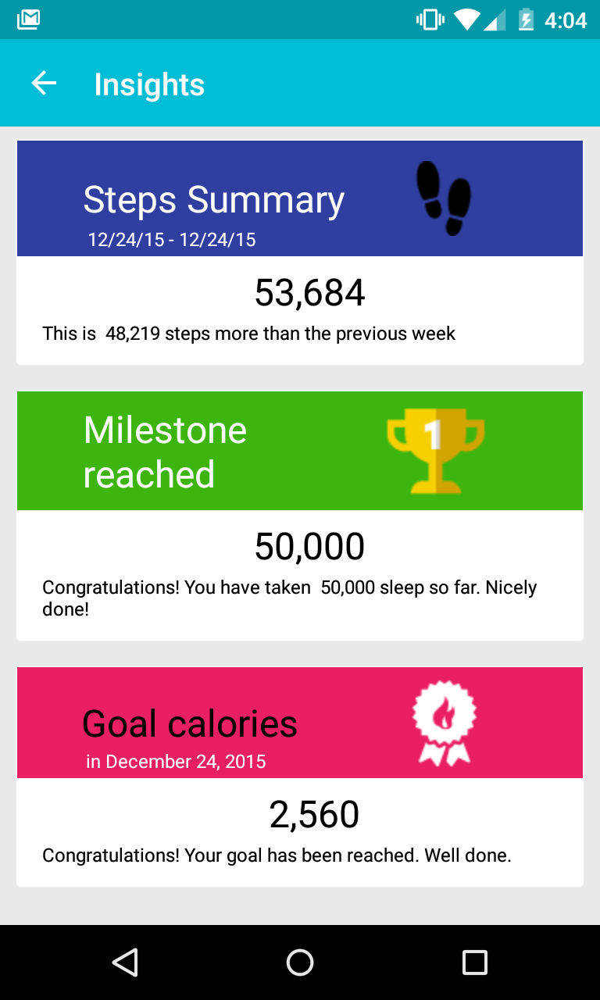 4:04
Insights
Steps Summary
12/24/15 - 12/24/15
53,684
This is  48,219 steps more than the previous week
Milestone
reached
1
50,000
Congratulations! You have taken  50,000 sleep so far. Nicely
done!
Goal calories
in December 24, 2015
2,560
Congratulations! Your goal has been reached. Well done.